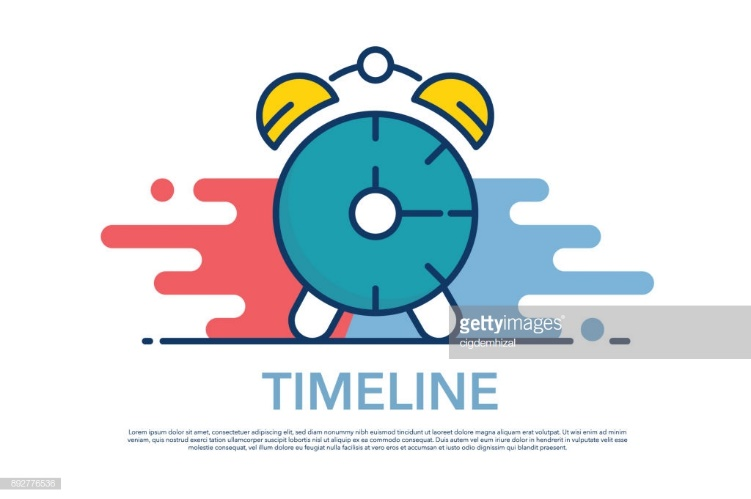 gettyimages
cigdemhizal
TIMELINE
Lorem ipsum dolor sit amet, consectetuer adipiscing elit, sed diam nonummy nibh euismod tincidunt ut laoreet dolore magna aliquam erat volutpat. Ut wisi enim ad minim
veniam, quis nostrud exerci tation ullamcorper suscipit lobortis nisl ut aliquip ex ea commodo consequat. Duis autem vel eum iriure dolor in hendrerit in vulputate velit esse
molestie consequat, vel illum dolore eu feugiat nulla facilisis at vero eros et accumsan et iusto odio dignissim qui blandit praesent.
892776536